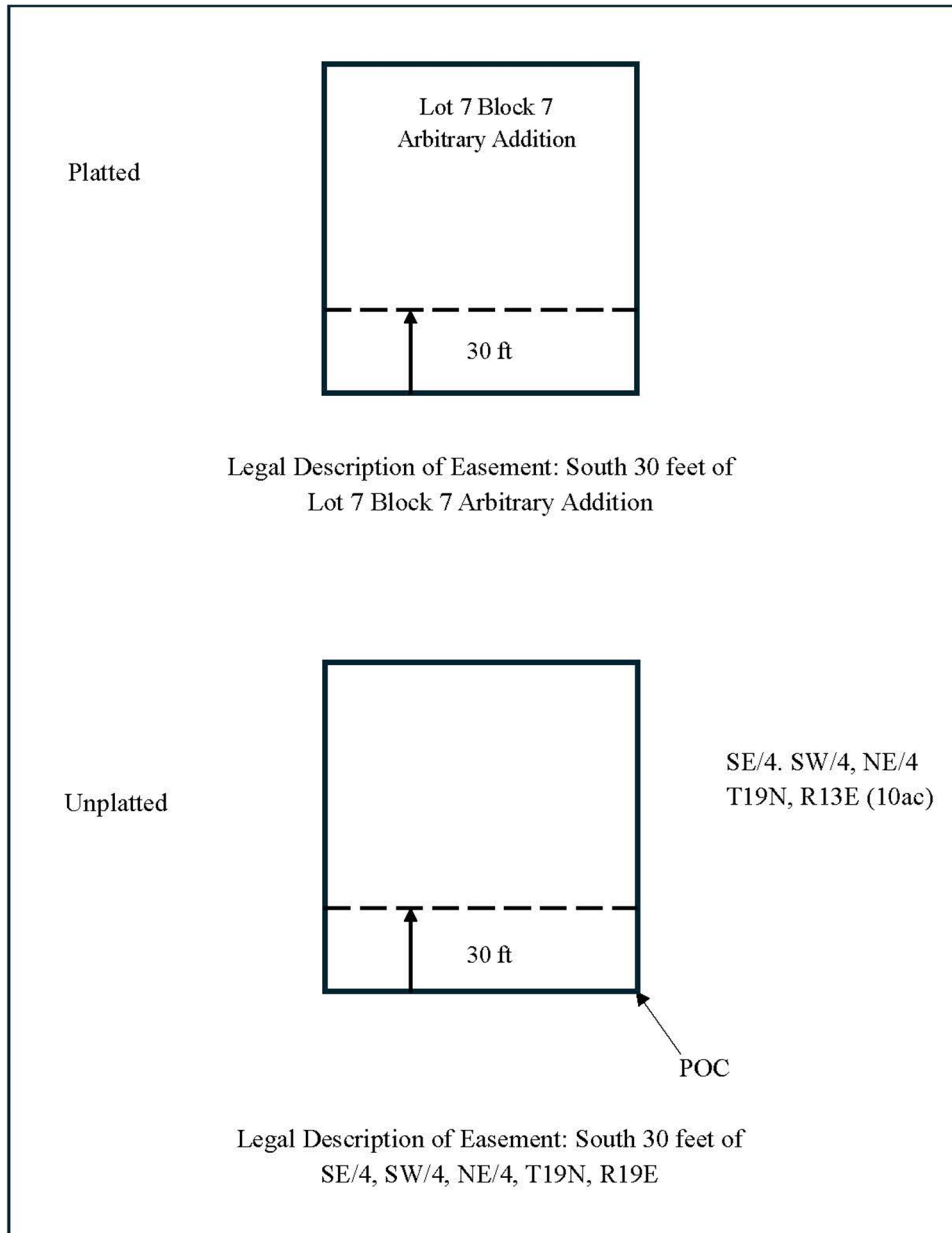 Lot 7 Block 7
Arbitrary Addition
Platted
30 ft
Legal Description of Easement: South 30 feet of
Lot 7 Block 7 Arbitrary Addition
SE/4. SW/4, NE/4
T19N, R13E (10ac)
Unplatted
30 ft
POC
Legal Description of Easement: South 30 feet of
SE/4, SW/4, NE/4, T19N, R19E